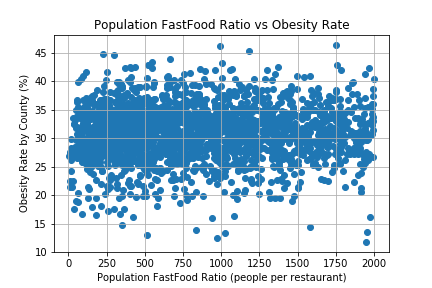 Population FastFood Ratio vs Obesity Rate
45
40
35
30
25
20
15
10
Obesity Rate by County (%)
0 250 500 750 1000 1250 1500 1750 2000
Population FastFood Ratio (people per restaurant)